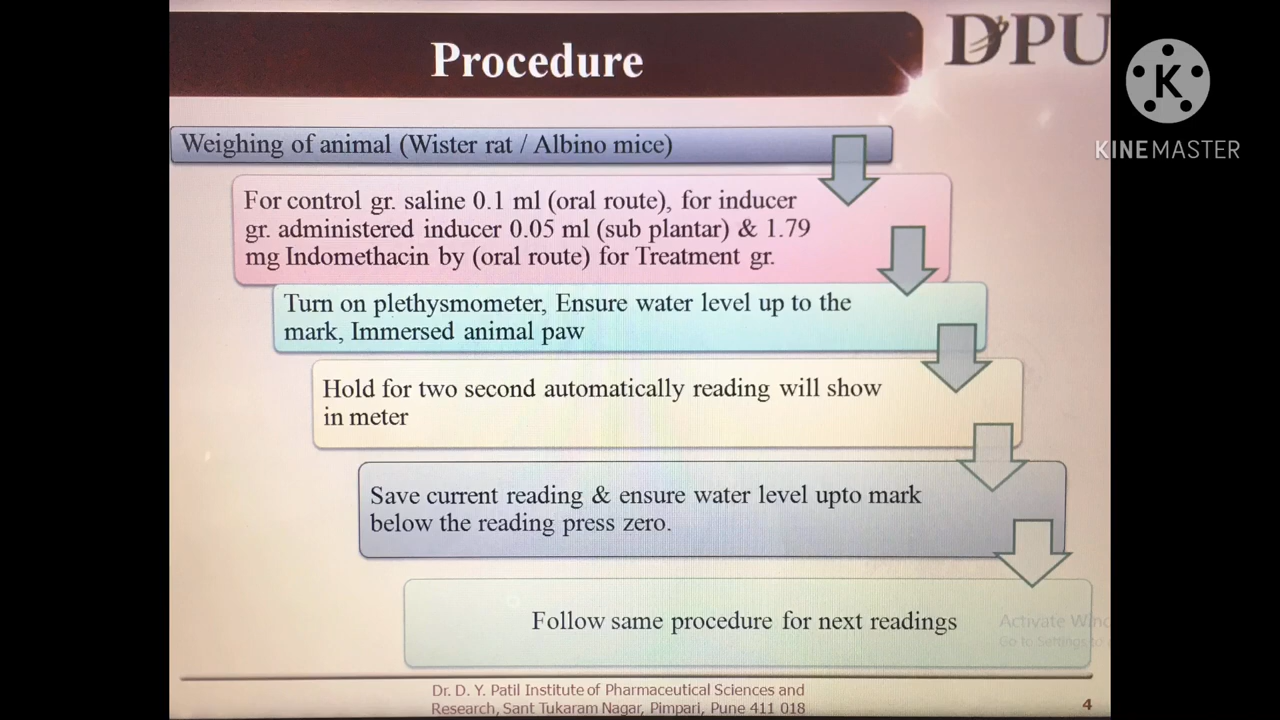 Procedure
DPU
K
KINEMASTER
Weighing of animal (Wister rat / Albino mice)
For control gr. saline 0.1 ml (oral route), for inducer
gr. administered inducer 0.05 ml (sub plantar) & 1.79
mg Indomethacin by (oral route) for Treatment gr.
Turn on plethysmometer, Ensure water level up to the
mark, Immersed animal paw
Hold for two second automatically reading will show
in meter
Save current reading & ensure water level upto mark
below the reading press zero.
Follow same procedure for next readings
Activate Wind
Go to Settings to
Dr. D. Y. Patil Institute of Pharmaceutical Sciences and
Research, Sant Tukaram Nagar, Pimpari, Pune 411 018
4